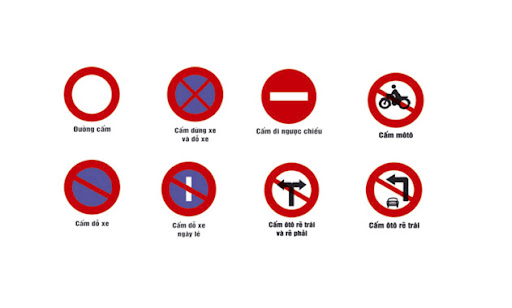 Đường cấm
Cấm dừng xe
và đỗ xe
Cấm đi ngược chiều
Cấm môtô
Cấm đỗ xe
Cấm đỗ xe
ngày lẻ
Cấm ôtô rẽ trái
và rẽ phải
Cấm ôtô rẽ trái